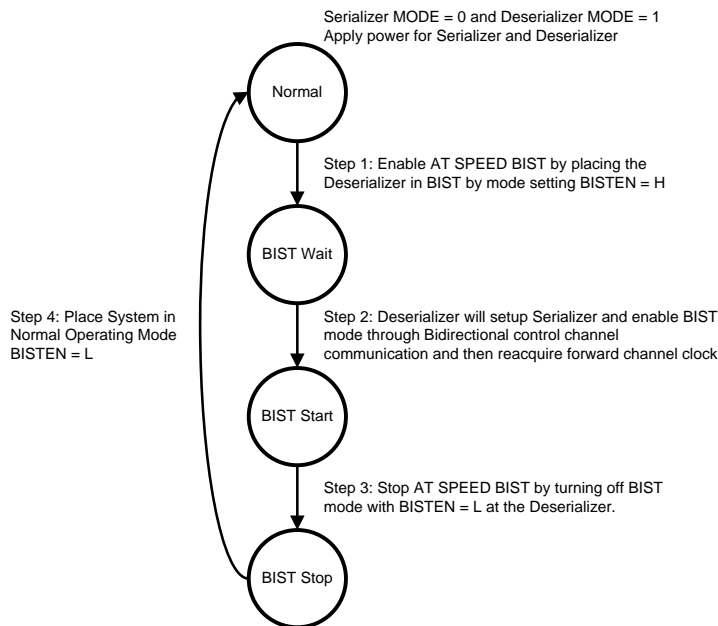 Serializer MODE = 0 and Deserializer MODE = 1
Apply power for Serializer and Deserializer
Normal
Step 1: Enable AT SPEED BIST by placing the
Deserializer in BIST by mode setting BISTEN = H
BIST Wait
Step 2: Deserializer will setup Serializer and enable BIST
mode through Bidirectional control channel
communication and then reacquire forward channel clock
Step 4: Place System in
Normal Operating Mode
BISTEN = L
BIST Start
Step 3: Stop AT SPEED BIST by turning off BIST
mode with BISTEN = L at the Deserializer.
BIST Stop